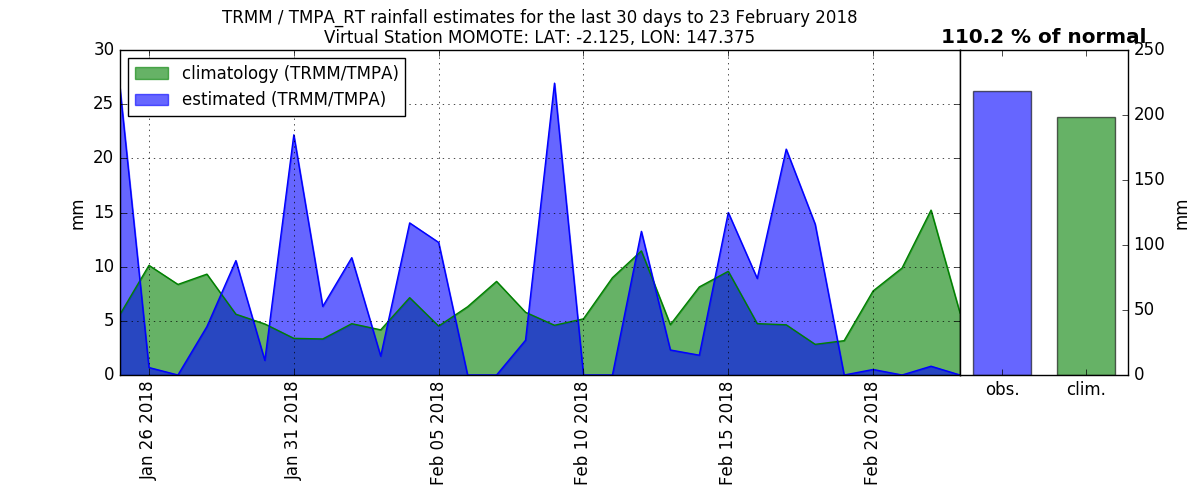 TRMM / TMPA_RT rainfall estimates for the last 30 days to 23 February 2018
Virtual Station MOMOTE: LAT: -2.125, LON: 147.375
110.2 % of normal
climatology (TRMM/TMPA)
estimated (TRMM/TMPA)
30
25
20
15
10
5
0
mm
Jan 26 2018
Jan 31 2018
Feb 05 2018
Feb 10 2018
Feb 15 2018
Feb 20 2018
obs.
clim.
250
200
150
100
50
0
mm